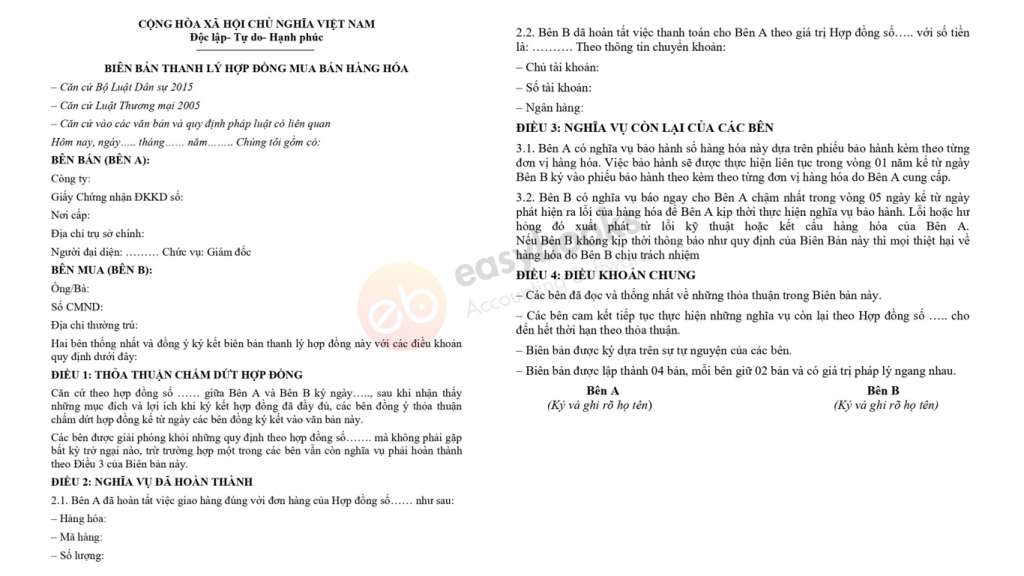 CỘNG HÒA XÃ HỘI CHỦ NGHĨA VIỆT NAM
Độc lập- Tự do- Hạnh phúc
BIÊN BẢN THANH LÝ HỢP ĐỒNG MUA BÁN HÀNG HÓA
– Căn cứ Bộ Luật Dân sự 2015
– Căn cứ Luật Thương mại 2005
– Căn cứ vào các văn bản và quy định pháp luật có liên quan
Hôm nay, ngày….. tháng…… năm…….. Chúng tôi gồm có:
BÊN BÁN (BÊN A):
Công ty:
Giấy Chứng nhận ĐKKD số:
Nơi cấp:
Địa chỉ trụ sở chính:
Người đại diện: ……… Chức vụ: Giám đốc
BÊN MUA (BÊN B):
Ông/Bà:
Số CMND:
Địa chỉ thường trú:
Hai bên thống nhất và đồng ý ký kết biên bản thanh lý hợp đồng này với các điều khoản
quy định dưới đây:
ĐIỀU 1: THỎA THUẬN CHẤM DỨT HỢP ĐỒNG
Căn cứ theo hợp đồng số …… giữa Bên A và Bên B ký ngày….., sau khi nhận thấy
những mục đích và lợi ích khi ký kết hợp đồng đã đầy đủ, các bên đồng ý thỏa thuận
chấm dứt hợp đồng kể từ ngày các bên đồng ký kết vào văn bản này.
Các bên được giải phóng khỏi những quy định theo hợp đồng số……. mà không phải gặp
bất kỳ trở ngại nào, trừ trường hợp một trong các bên vẫn còn nghĩa vụ phải hoàn thành
theo Điều 3 của Biên bản này.
ĐIỀU 2: NGHĨA VỤ ĐÃ HOÀN THÀNH
2.1. Bên A đã hoàn tất việc giao hàng đúng với đơn hàng của Hợp đồng số…… như sau:
– Hàng hóa:
– Mã hàng:
– Số lượng:
2.2. Bên B đã hoàn tất việc thanh toán cho Bên A theo giá trị Hợp đồng số….. với số tiền
là: ………. Theo thông tin chuyển khoản:
– Chủ tài khoản:
– Số tài khoản:
– Ngân hàng:
ĐIỀU 3: NGHĨA VỤ CÒN LẠI CỦA CÁC BÊN
3.1. Bên A có nghĩa vụ bảo hành số hàng hóa này dựa trên phiếu bảo hành kèm theo từng
đơn vị hàng hóa. Việc bảo hành sẽ được thực hiện liên tục trong vòng 01 năm kể từ ngày
Bên B ký vào phiếu bảo hành theo kèm theo từng đơn vị hàng hóa do Bên A cung cấp.
3.2. Bên B có nghĩa vụ báo ngay cho Bên A chậm nhất trong vòng 05 ngày kể từ ngày
phát hiện ra lỗi của hàng hóa để Bên A kịp thời thực hiện nghĩa vụ bảo hành. Lỗi hoặc hư
hỏng đó xuất phát từ lỗi kỹ thuật hoặc kết cấu hàng hóa của Bên A.
Nếu Bên B không kịp thời thông báo như quy định của Biên Bản này thì mọi thiệt hại về
hàng hóa do Bên B chịu trách nhiệm
ĐIỀU 4: ĐIỀU KHOẢN CHUNG
– Các bên đã đọc và thống nhất về những thỏa thuận trong Biên bản này.
– Các bên cam kết tiếp tục thực hiện những nghĩa vụ còn lại theo Hợp đồng số ….. cho
đến hết thời hạn theo thỏa thuận.
– Biên bản được ký dựa trên sự tự nguyện của các bên.
– Biên bản được lập thành 04 bản, mỗi bên giữ 02 bản và có giá trị pháp lý ngang nhau.
Bên A
(Ký và ghi rõ họ tên)
Bên B
(Ký và ghi rõ họ tên)
eb
easybooks
Accounting Software